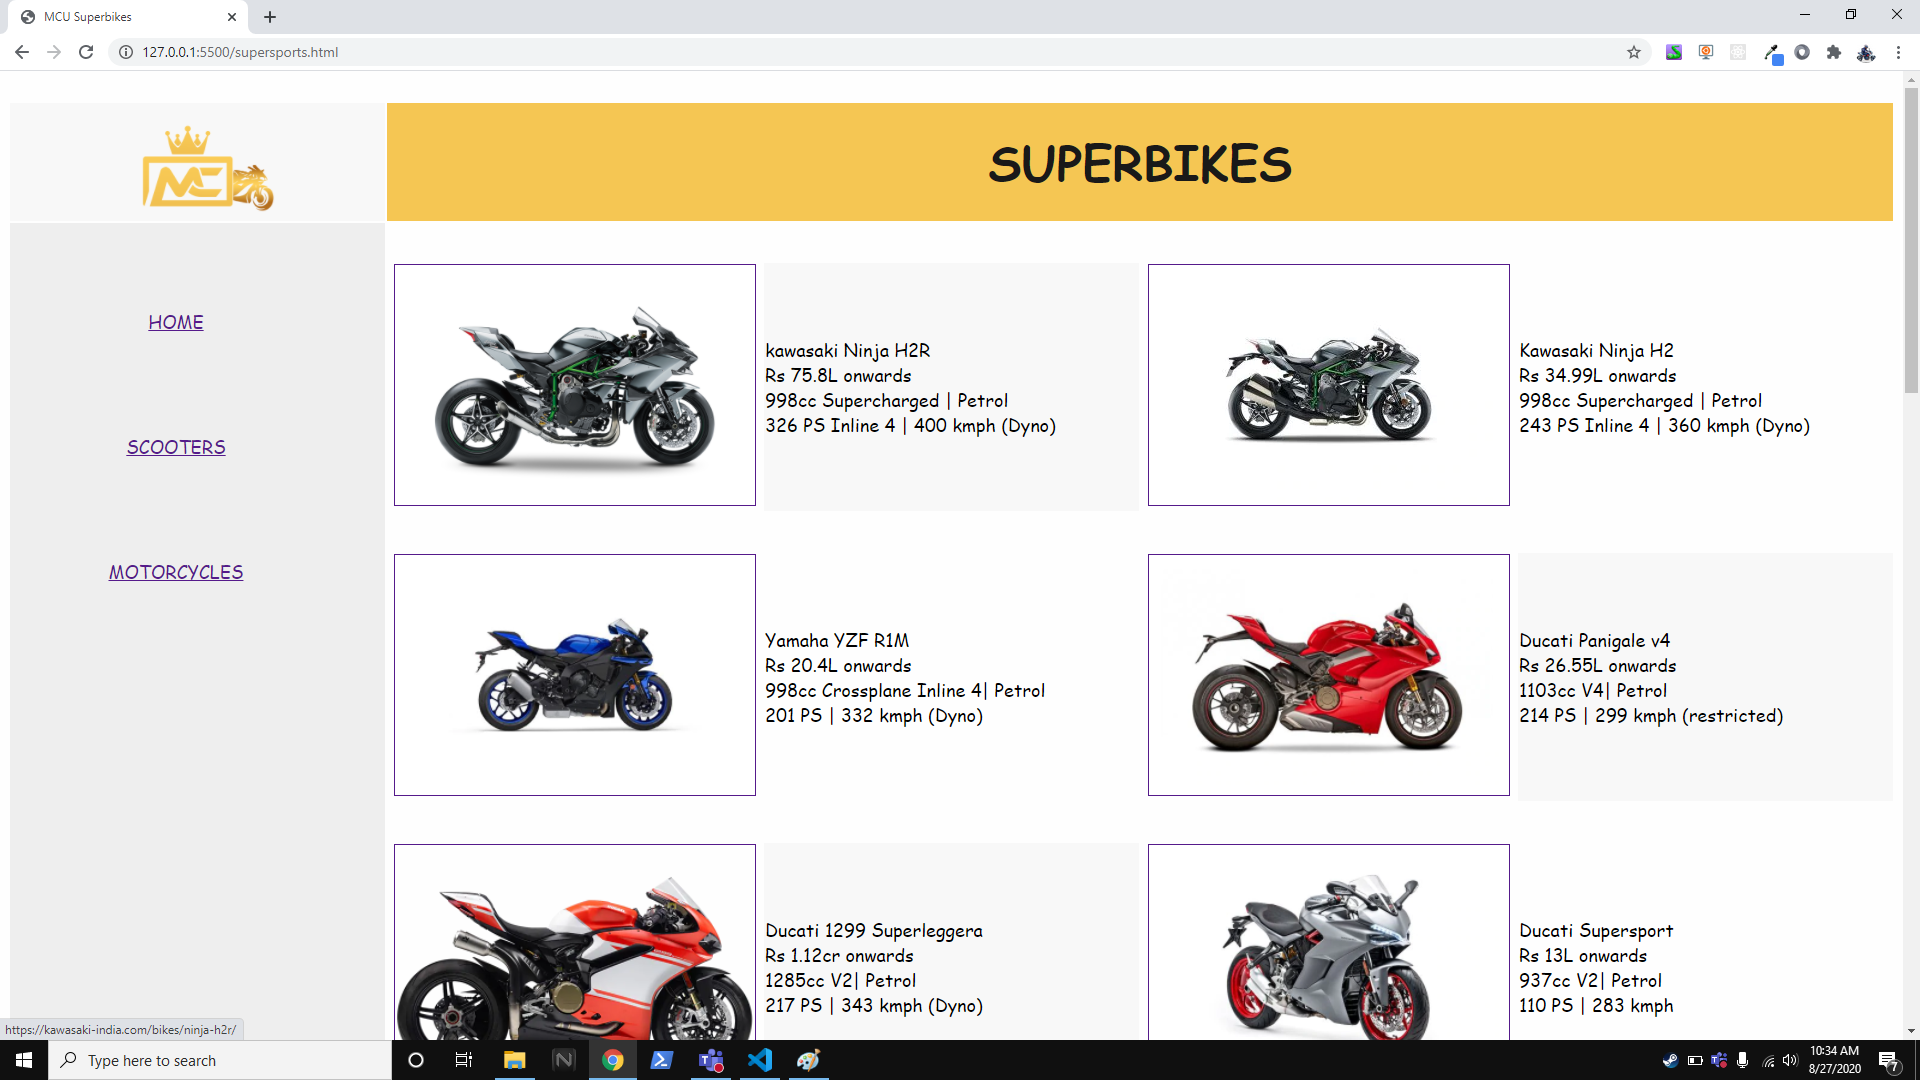 MCU Superbikes
127.0.0.1:5500/supersports.html
MC
SUPERBIKES
HOME
SCOOTERS
MOTORCYCLES
kawasaki Ninja H2R
Rs 75.8L onwards
998cc Supercharged | Petrol
326 PS Inline 4 | 400 kmph (Dyno)
Kawasaki Ninja H2
Rs 34.99L onwards
998cc Supercharged | Petrol
243 PS Inline 4 | 360 kmph (Dyno)
Yamaha YZF R1M
Rs 20.4L onwards
998cc Crossplane Inline 4| Petrol
201 PS | 332 kmph (Dyno)
Ducati Panigale v4
Rs 26.55L onwards
1103cc V4| Petrol
214 PS | 299 kmph (restricted)
Ducati 1299 Superleggera
Rs 1.12cr onwards
1285cc V2| Petrol
217 PS | 343 kmph (Dyno)
Ducati Supersport
Rs 13L onwards
937cc V2| Petrol
110 PS | 283 kmph
https://kawasaki-india.com/bikes/ninja-h2r/
Type here to search
10:34 AM
8/27/2020
7